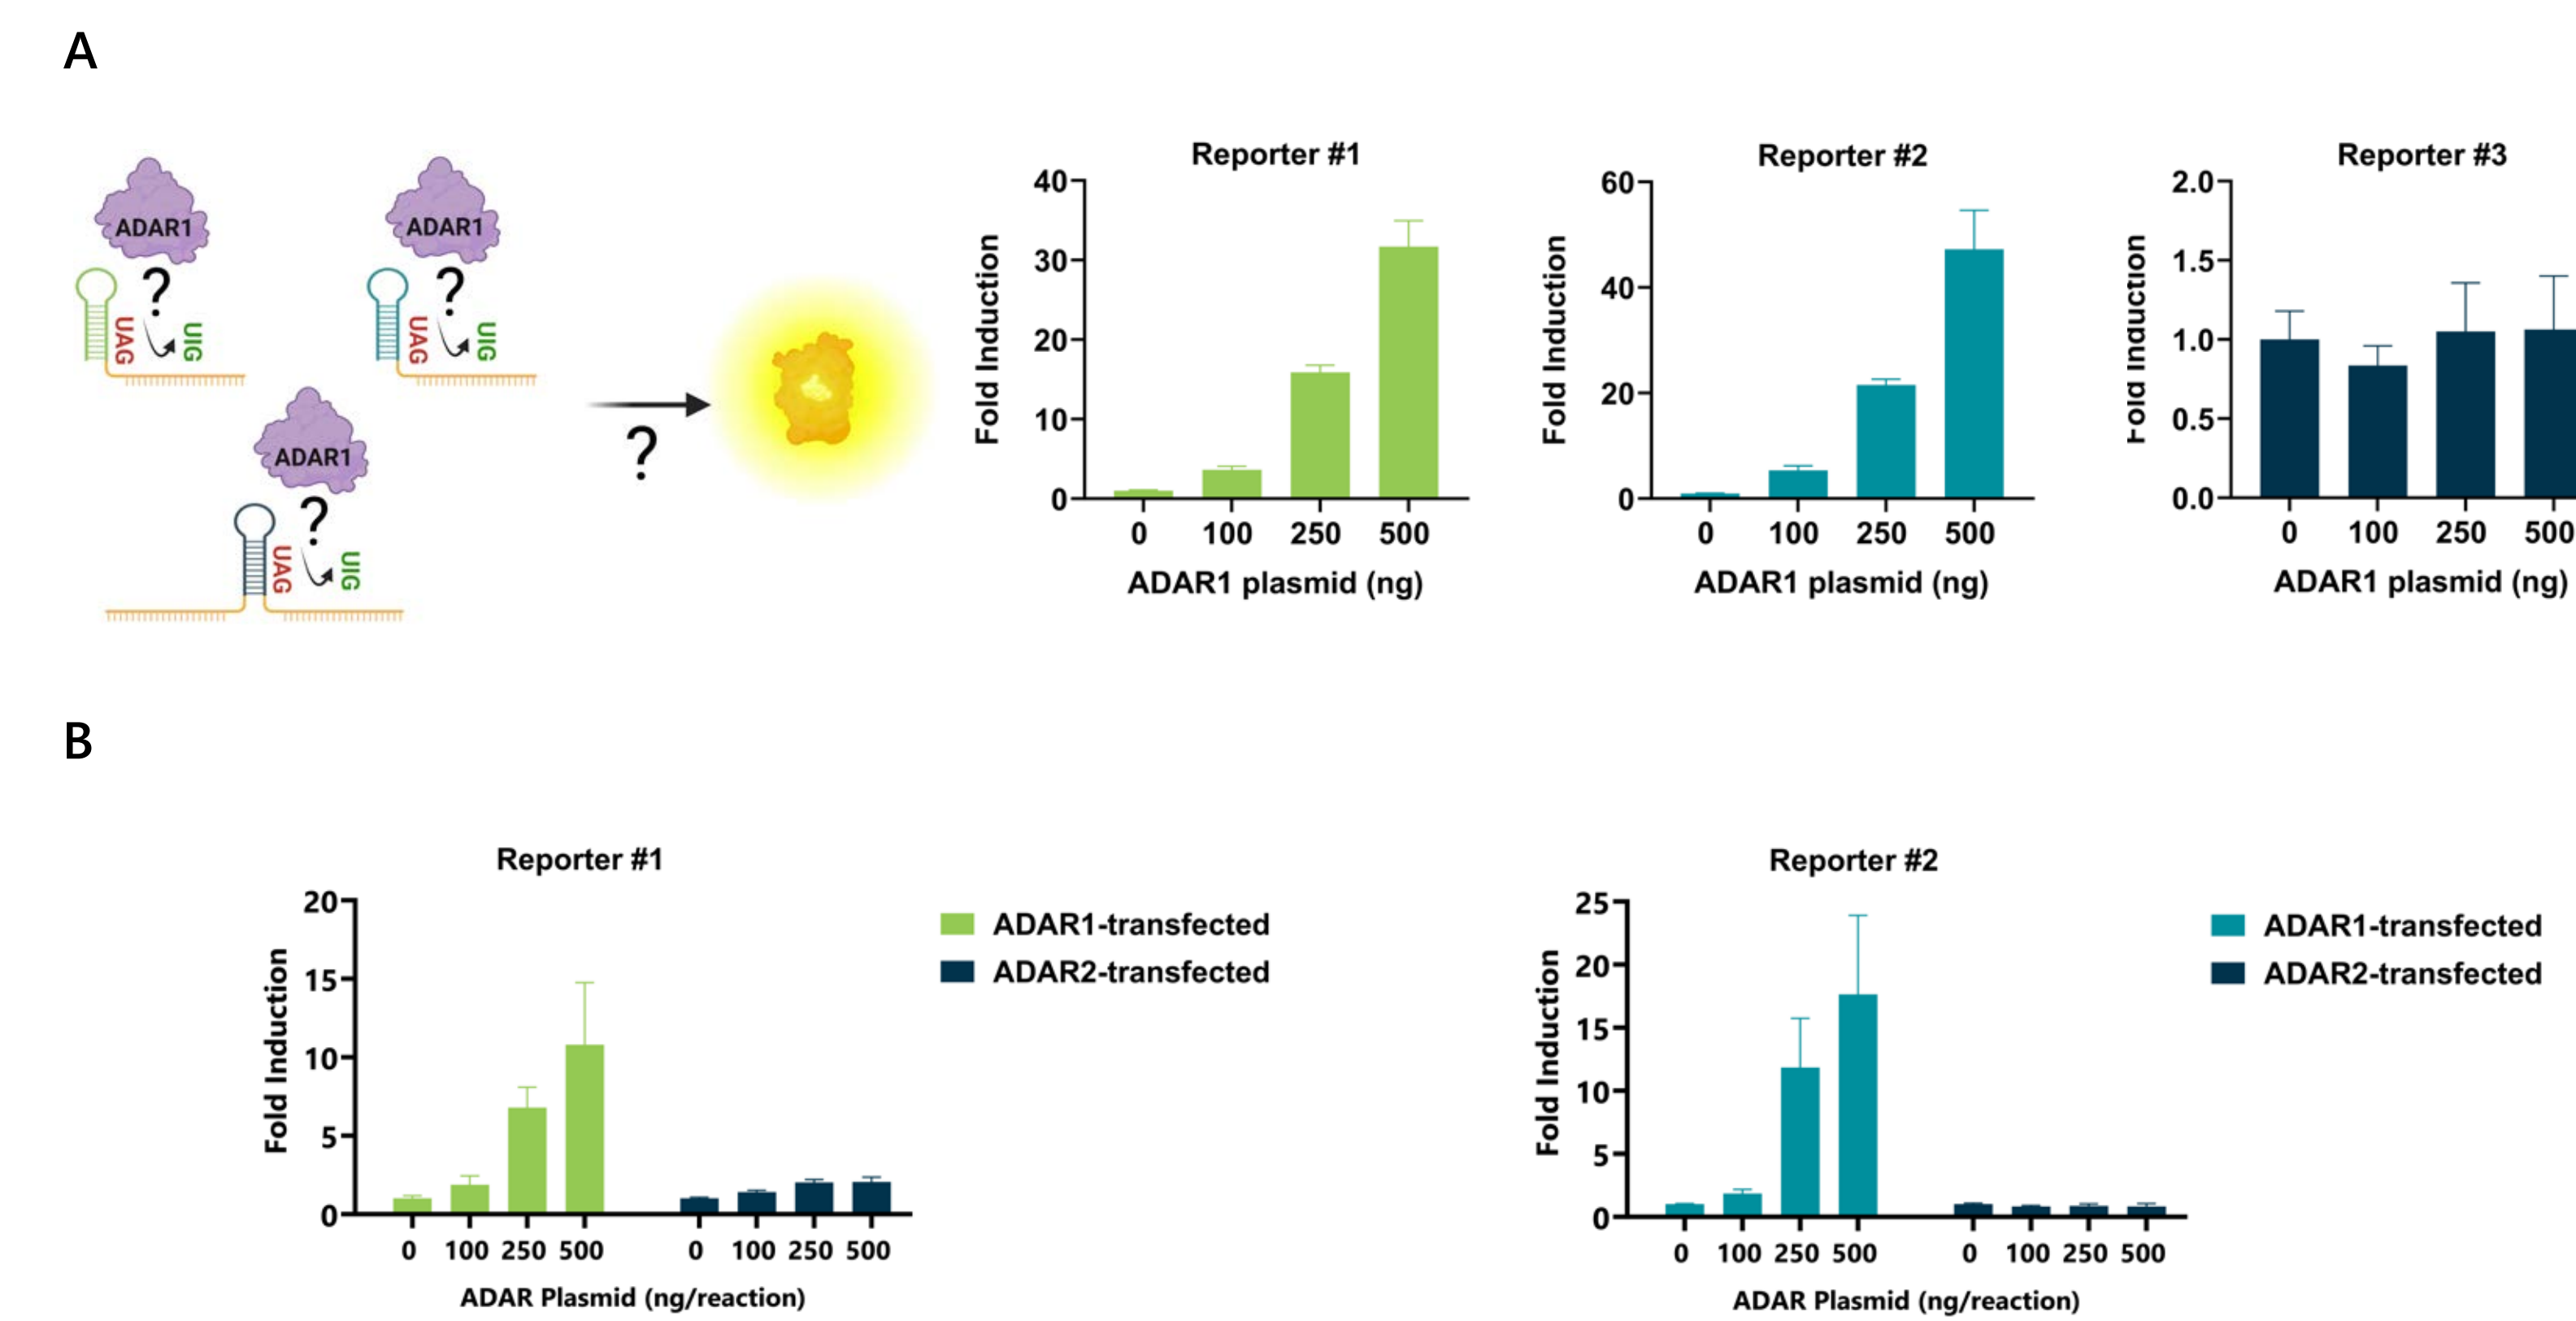 A
ADAR1
?
UAG
UIG
ADAR1
?
UAG
UIG
ADAR1
?
UAG
UIG
?
Reporter #1
Fold Induction
40
30
20
10
0
0 100 250 500
ADAR1 plasmid (ng)
Reporter #2
Fold Induction
60
40
20
0
0 100 250 500
ADAR1 plasmid (ng)
Reporter #3
Fold Induction
2.0
1.5
1.0
0.5
0.0
0 100 250 500
ADAR1 plasmid (ng)
B
Reporter #1
Fold Induction
20
15
10
5
0
0 100 250 500 0 100 250 500
ADAR Plasmid (ng/reaction)
ADAR1-transfected
ADAR2-transfected
Reporter #2
Fold Induction
25
20
15
10
5
0
0 100 250 500 0 100 250 500
ADAR Plasmid (ng/reaction)
ADAR1-transfected
ADAR2-transfected